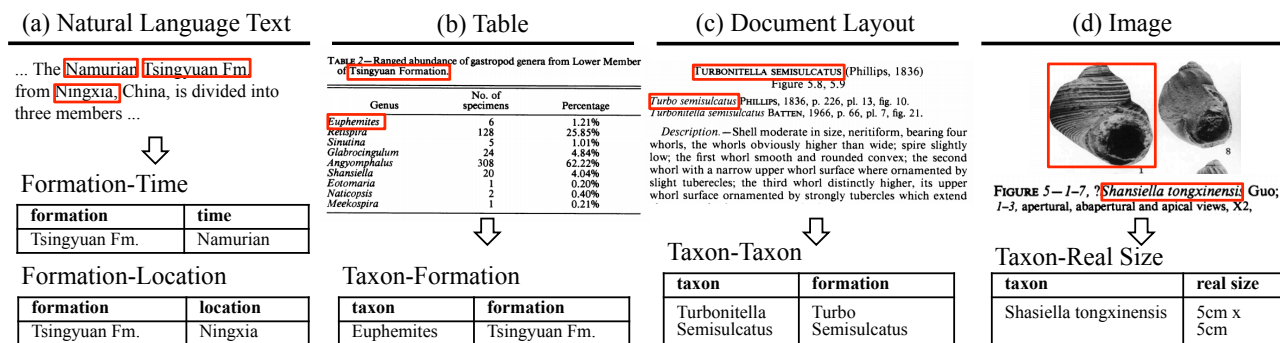 (a) Natural Language Text
... The Namurian Tsingyuan Fm.
from Ningxia, China, is divided into
three members ...
Formation-Time
formation time
Tsingyuan Fm. Namurian
Formation-Location
formation location
Tsingyuan Fm. Ningxia
(b) Table
TABLE 2—Ranged abundance of gastropod genera from Lower Member
of Tsingyuan Formation.
Genus No. of specimens Percentage
Euphemites 6 1.21%
Retispira 128 25.85%
Sinutina 5 1.01%
Glabrocingulum 24 4.84%
Angyomphalus 308 62.22%
Shansiella 20 4.04%
Eotomaria 1 0.20%
Naticopsis 2 0.40%
Meekospira 1 0.21%
Taxon-Formation
taxon formation
Euphemites Tsingyuan Fm.
(c) Document Layout
TURBONITELLA SEMISULCATUS (Phillips, 1836)
Figure 5.8, 5.9
Turbo semisulcatus PHILLIPS, 1836, p. 226, pl. 13, fig. 10.
Turbonitella semisulcatus BATTEN, 1966, p. 66, pl. 7, fig. 21.
Description.—Shell moderate in size, neritiform, bearing four
whorls, the whorls obviously higher than wide; spire slightly
low; the first whorl smooth and rounded convex; the second
whorl with a narrow upper whorl surface where ornamented by
slight tuberecles; the third whorl distinctly higher, its upper
whorl surface ornamented by strongly tubercles which extend
Taxon-Taxon
taxon formation
Turbonitella Turbo
Semisulcatus Semisulcatus
(d) Image
1
8
FIGURE 5—1–7, ?Shansiella tongxinensis Guo;
1–3, apertural, abapertural and apical views, X2,
Taxon-Real Size
taxon real size
Shasiella tongxinensis 5cm x
5cm